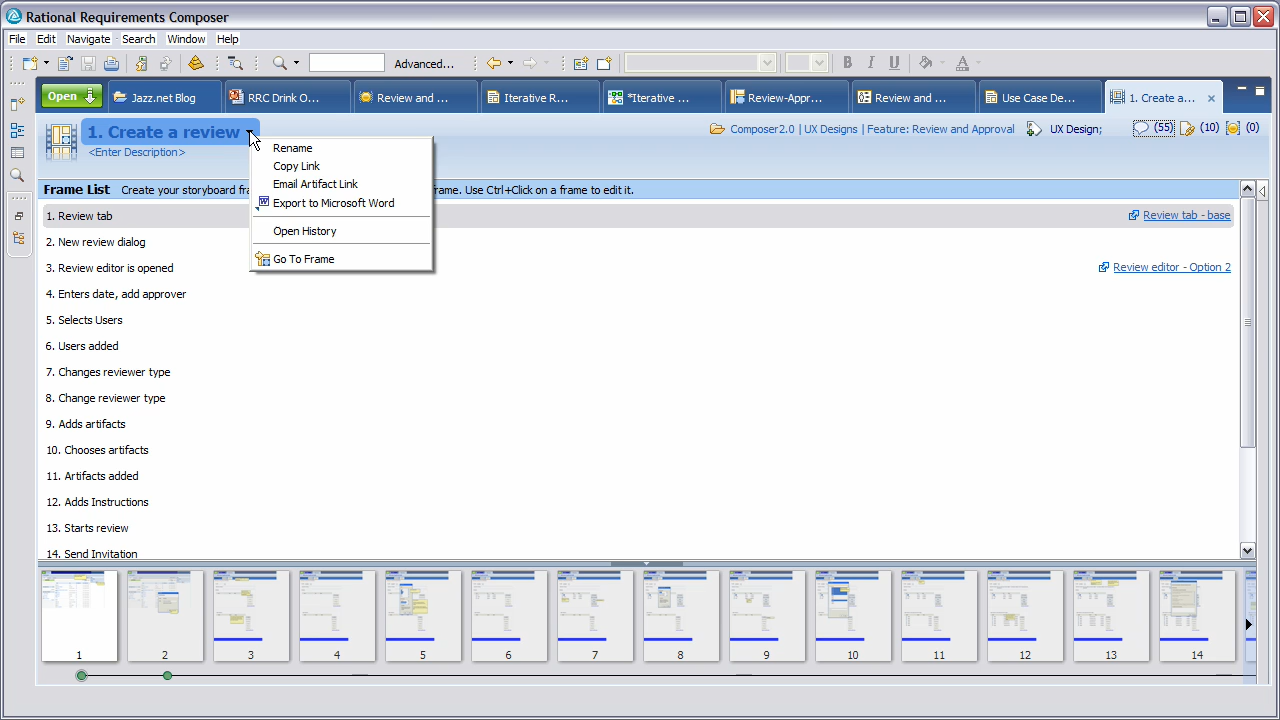 Rational Requirements Composer
File Edit Navigate Search Window Help
Advanced...
Open Jazz.net Blog RRC Drink O... Review and ... Iterative R... *Iterative ... Review-Appr... Review and ... Use Case De... 1. Create a...
1. Create a review
Composer2.0 | UX Designs | Feature: Review and Approval UX Design; (55) (10) (0)
<Enter Description>
Rename
Copy Link
Email Artifact Link
Export to Microsoft Word
Open History
Go To Frame
Frame List Create your storyboard fra rame. Use Ctrl+Click on a frame to edit it.
1. Review tab Review tab - base
2. New review dialog
3. Review editor is opened Review editor - Option 2
4. Enters date, add approver
5. Selects Users
6. Users added
7. Changes reviewer type
8. Change reviewer type
9. Adds artifacts
10. Chooses artifacts
11. Artifacts added
12. Adds Instructions
13. Starts review
14. Send Invitation
1 2 3 4 5 6 7 8 9 10 11 12 13 14